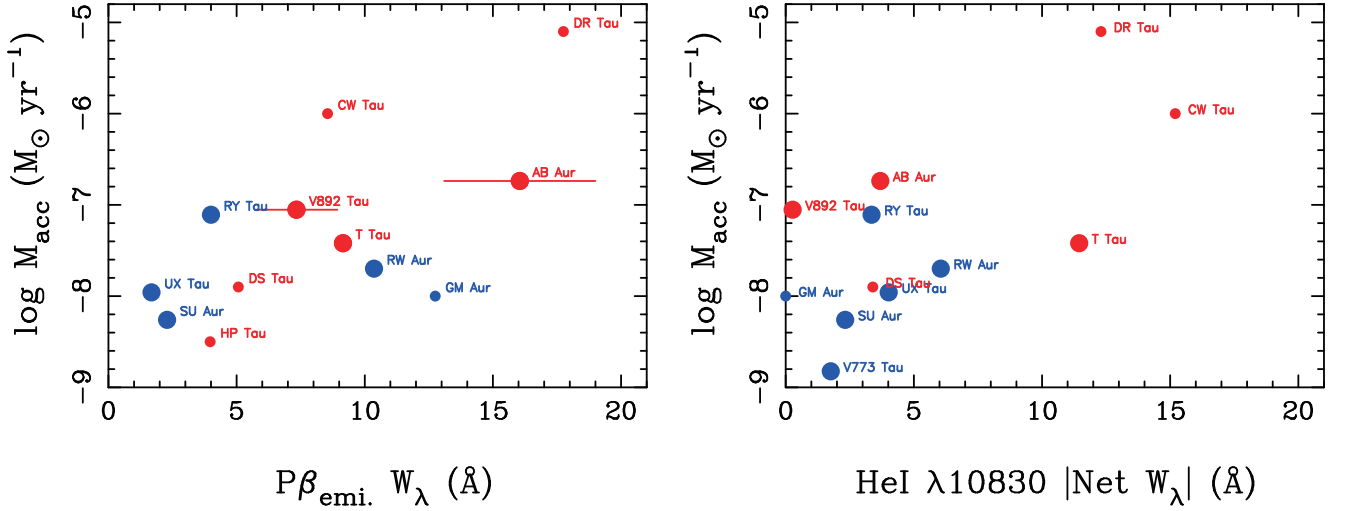 log M_acc (M_⊙ yr^-1)
-5
-6
-7
-8
-9
DR Tau
CW Tau
AB Aur
RY Tau
V892 Tau
T Tau
RW Aur
UX Tau
DS Tau
GM Aur
SU Aur
HP Tau
0 5 10 15 20
Pβ_emi. W_λ (Å)
log M_acc (M_⊙ yr^-1)
-5
-6
-7
-8
-9
DR Tau
CW Tau
AB Aur
V892 Tau
RY Tau
T Tau
RW Aur
DS Tau
UX Tau
GM Aur
SU Aur
V773 Tau
0 5 10 15 20
HeI λ10830 |Net W_λ| (Å)